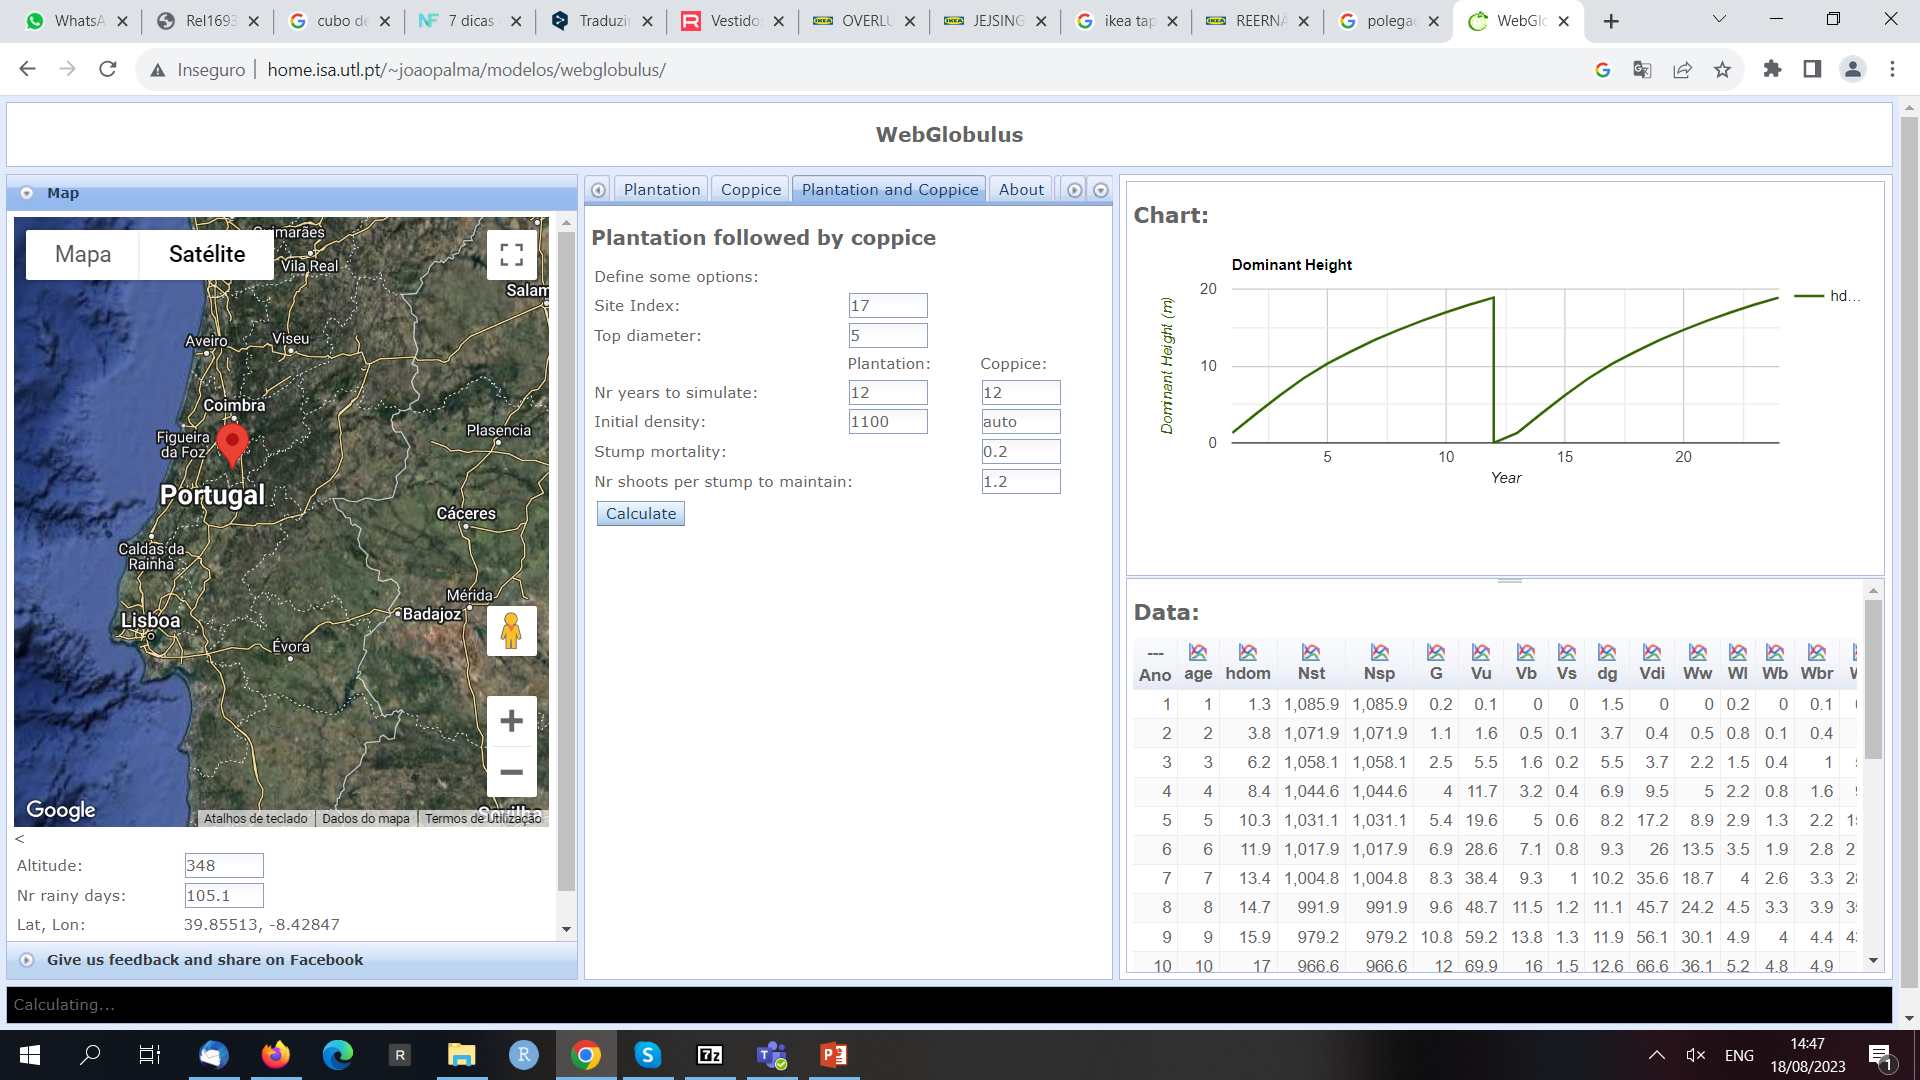 WhatsA
Rel1693
cubo de
7 dicas
Traduzi
Vestido
OVERLU
JEJSING
ikea tap
REERNÄ
polega
WebGlo
Inseguro home.isa.utl.pt/~joaopalma/modelos/webglobulus/
WebGlobulus
Map
Mapa Satélite
Guimarães
Vila Real
Salam
Aveiro
Viseu
Coimbra
Figueira
da Foz
Plasencia
Portugal
Cáceres
Caldas da
Rainha
Mérida
Badajoz
Lisboa
Évora
Sevilha
Google
Atalhos de teclado Dados do mapa Termos de Utilização
<
Altitude: 348
Nr rainy days: 105.1
Lat, Lon: 39.85513, -8.42847
Give us feedback and share on Facebook
Plantation Coppice Plantation and Coppice About
Plantation followed by coppice
Define some options:
Site Index: 17
Top diameter: 5
Plantation: Coppice:
Nr years to simulate: 12 12
Initial density: 1100 auto
Stump mortality: 0.2
Nr shoots per stump to maintain: 1.2
Calculate
Chart:
Dominant Height
Dominant Height (m)
20
10
0
5 10 15 20
Year
hd...
Data:
--- Ano age hdom Nst Nsp G Vu Vb Vs dg Vdi Ww Wl Wb Wbr
1 1 1.3 1,085.9 1,085.9 0.2 0.1 0 0 1.5 0 0 0.2 0 0.1
2 2 3.8 1,071.9 1,071.9 1.1 1.6 0.5 0.1 3.7 0.4 0.5 0.8 0.1 0.4
3 3 6.2 1,058.1 1,058.1 2.5 5.5 1.6 0.2 5.5 3.7 2.2 1.5 0.4 1
4 4 8.4 1,044.6 1,044.6 4 11.7 3.2 0.4 6.9 9.5 5 2.2 0.8 1.6
5 5 10.3 1,031.1 1,031.1 5.4 19.6 5 0.6 8.2 17.2 8.9 2.9 1.3 2.2
6 6 11.9 1,017.9 1,017.9 6.9 28.6 7.1 0.8 9.3 26 13.5 3.5 1.9 2.8
7 7 13.4 1,004.8 1,004.8 8.3 38.4 9.3 1 10.2 35.6 18.7 4 2.6 3.3
8 8 14.7 991.9 991.9 9.6 48.7 11.5 1.2 11.1 45.7 24.2 4.5 3.3 3.9
9 9 15.9 979.2 979.2 10.8 59.2 13.8 1.3 11.9 56.1 30.1 4.9 4 4.4
10 10 17 966.6 966.6 12 69.9 16 1.5 12.6 66.6 36.1 5.2 4.8 4.9
Calculating...
ENG
14:47
18/08/2023
1